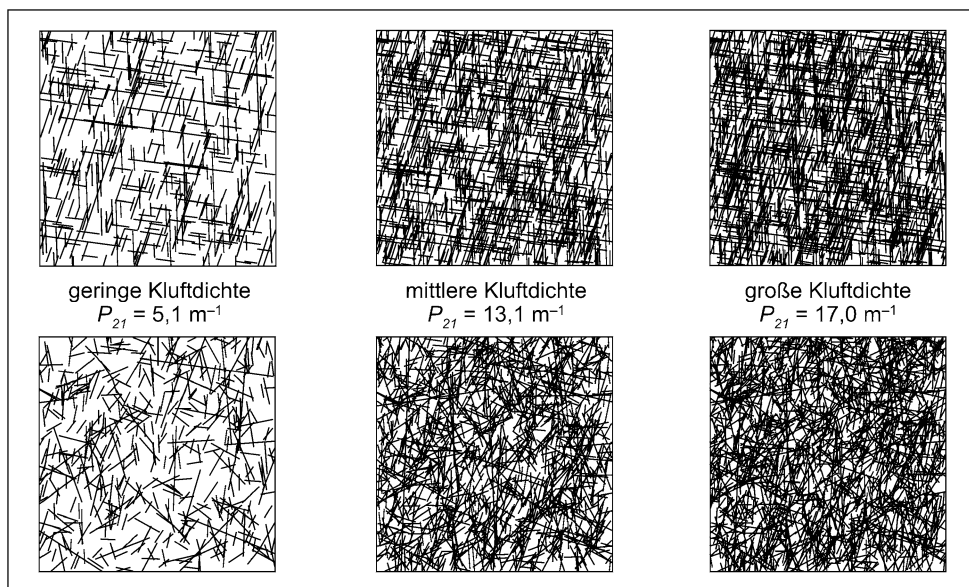 geringe Kluftdichte
P₂₁ = 5,1 m⁻¹
mittlere Kluftdichte
P₂₁ = 13,1 m⁻¹
große Kluftdichte
P₂₁ = 17,0 m⁻¹